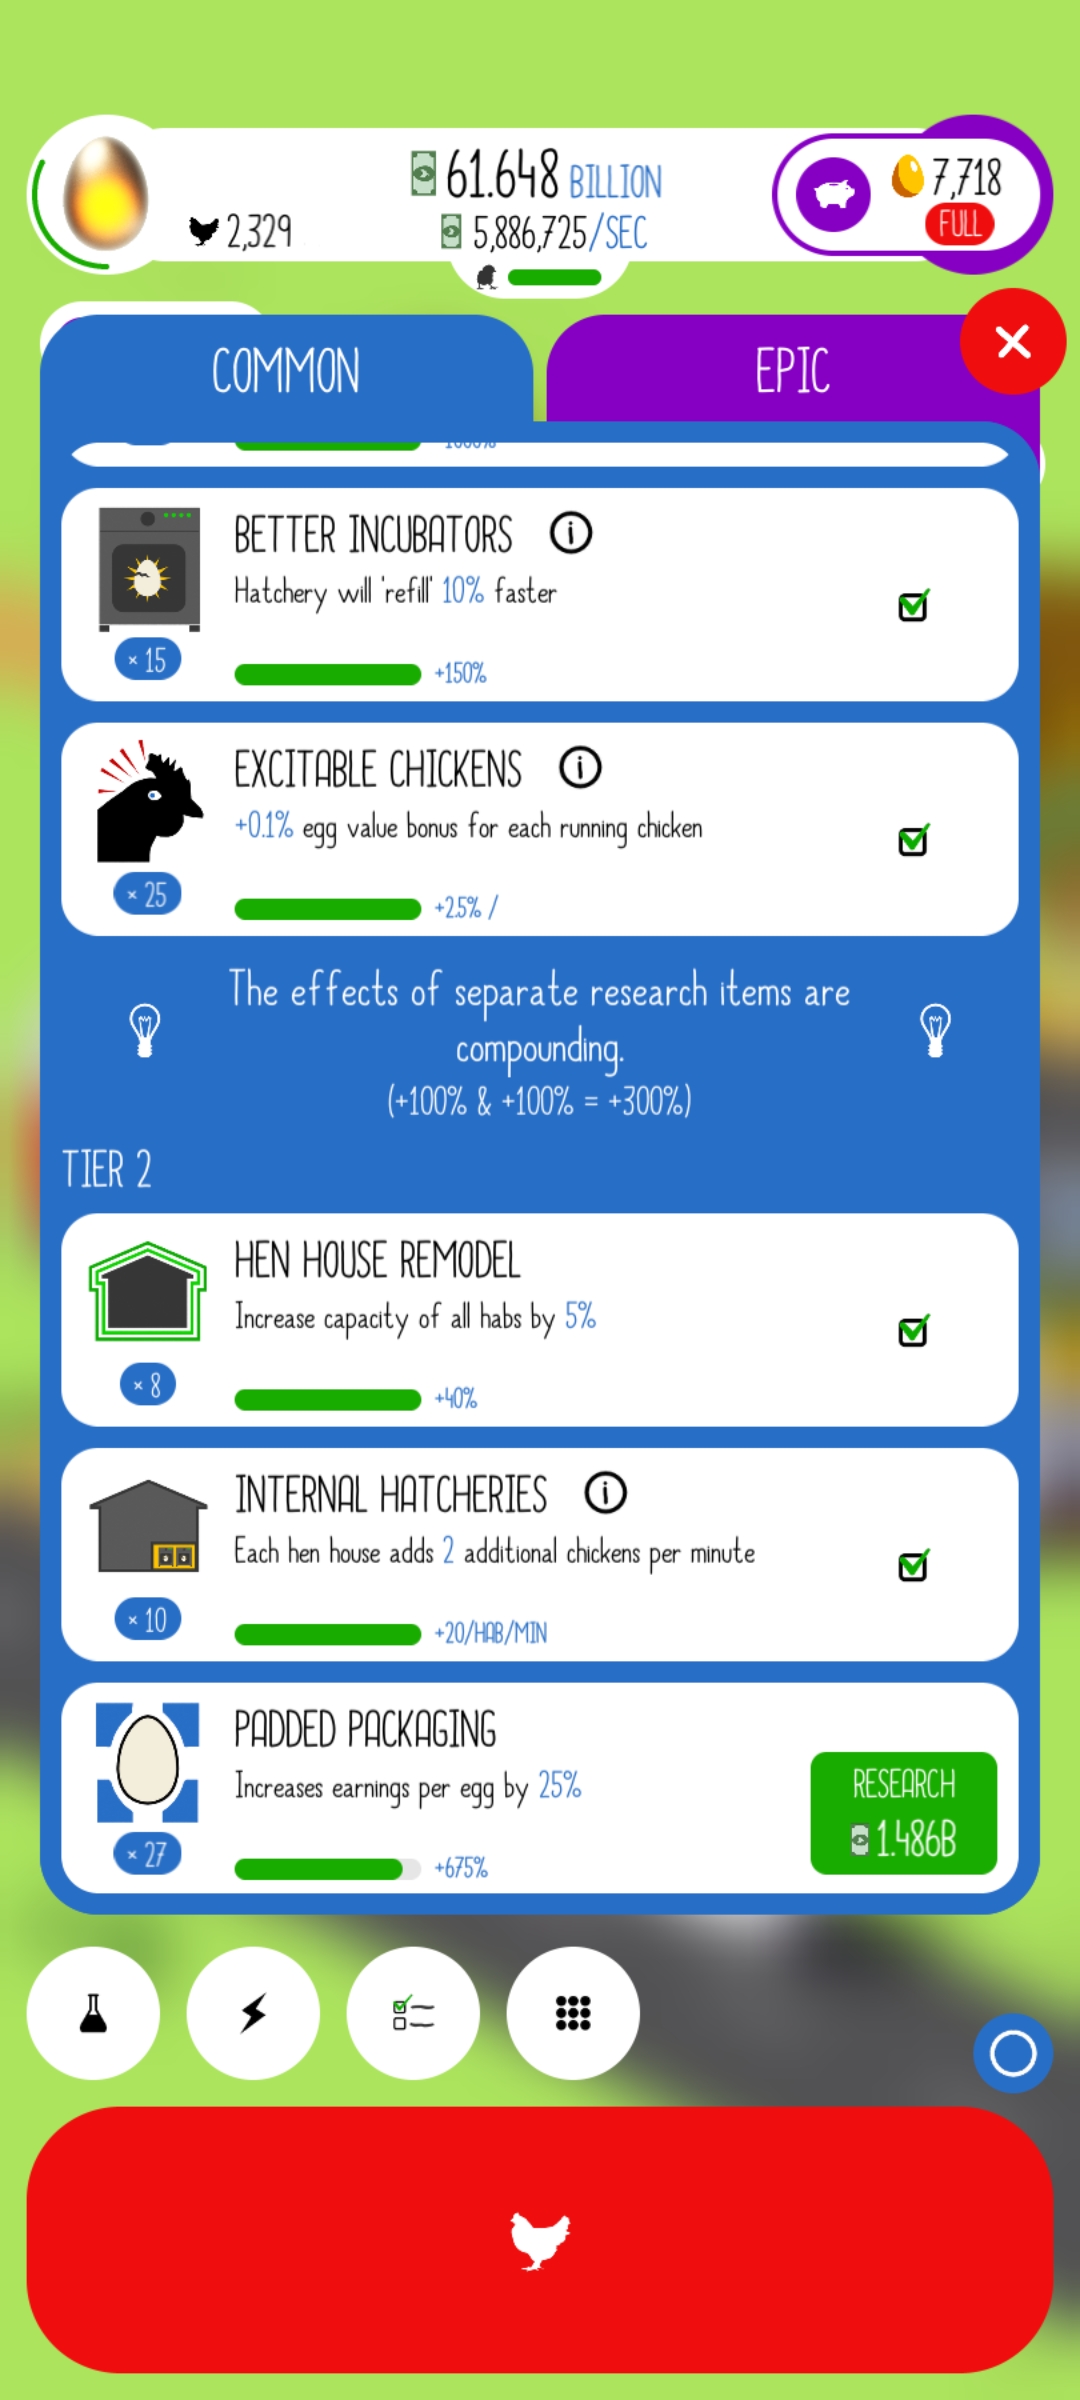 61.648 BILLION
7,718
2,329
5,886,725/SEC
FULL
COMMON
EPIC
BETTER INCUBATORS
Hatchery will 'refill' 10% faster
× 15
+150%
EXCITABLE CHICKENS
+0.1% egg value bonus for each running chicken
× 25
+2.5% /
The effects of separate research items are
compounding.
(+100% & +100% = +300%)
TIER 2
HEN HOUSE REMODEL
Increase capacity of all habs by 5%
× 8
+40%
INTERNAL HATCHERIES
Each hen house adds 2 additional chickens per minute
× 10
+20/HAB/MIN
PADDED PACKAGING
Increases earnings per egg by 25%
RESEARCH
1.486B
× 27
+675%